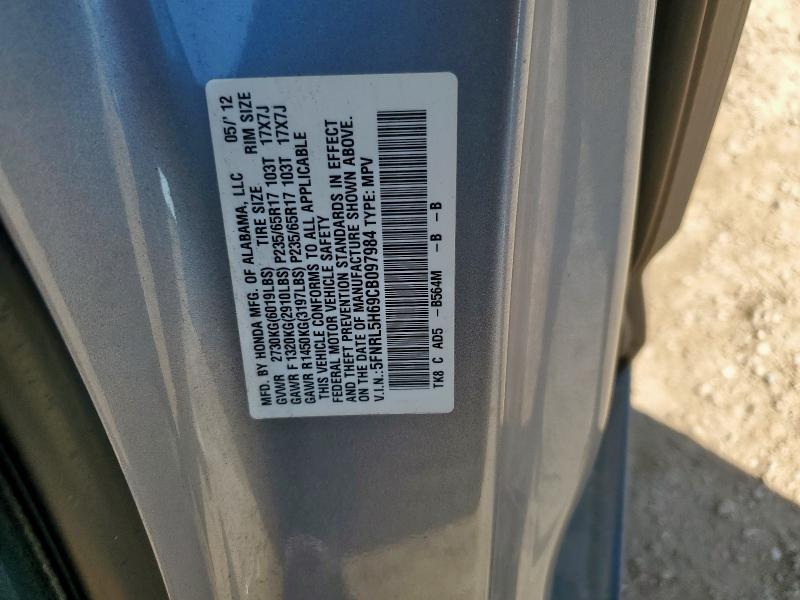 MFD. BY HONDA MFG. OF ALABAMA, LLC 05/' 12
GVWR 2730KG(6019LBS) TIRE SIZE RIM SIZE
GAWR F 1320KG(2910LBS) P235/65R17 103T 17X7J
GAWR R1450KG(3197LBS) P235/65R17 103T 17X7J
THIS VEHICLE CONFORMS TO ALL APPLICABLE
FEDERAL MOTOR VEHICLE SAFETY
AND THEFT PREVENTION STANDARDS IN EFFECT
ON THE DATE OF MANUFACTURE SHOWN ABOVE.
V.I.N.:5FNRL5H69CB097984 TYPE: MPV
TK8 C AD5 -B564M -B -B